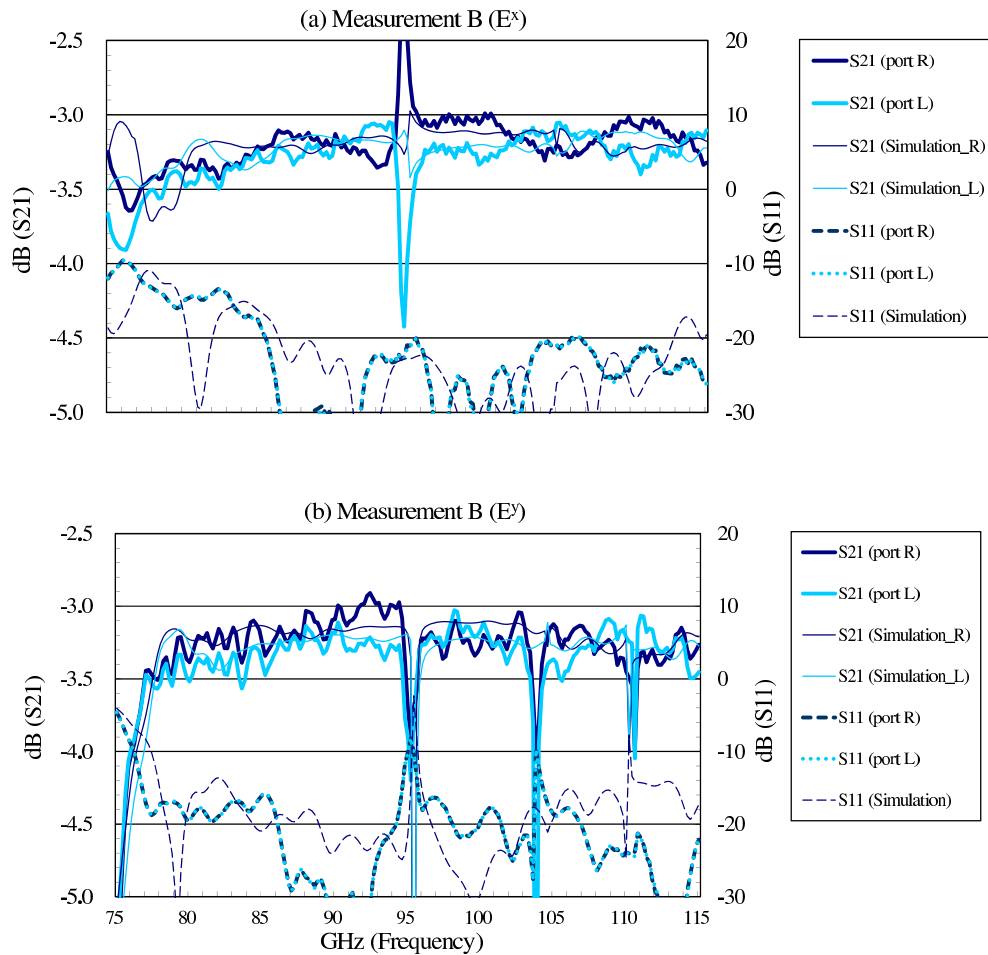 (a) Measurement B (Eˣ)
-2.5
-3.0
-3.5
-4.0
-4.5
-5.0
dB (S21)
20
10
0
-10
-20
-30
dB (S11)
S21 (port R)
S21 (port L)
S21 (Simulation_R)
S21 (Simulation_L)
S11 (port R)
S11 (port L)
S11 (Simulation)
(b) Measurement B (Eʸ)
-2.5
-3.0
-3.5
-4.0
-4.5
-5.0
dB (S21)
20
10
0
-10
-20
-30
dB (S11)
75 80 85 90 95 100 105 110 115
GHz (Frequency)
S21 (port R)
S21 (port L)
S21 (Simulation_R)
S21 (Simulation_L)
S11 (port R)
S11 (port L)
S11 (Simulation)